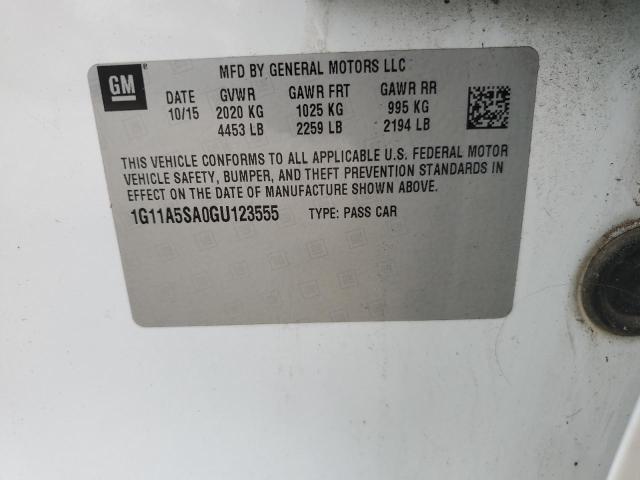 GM MFD BY GENERAL MOTORS LLC
DATE GVWR GAWR FRT GAWR RR
10/15 2020 KG 1025 KG 995 KG
4453 LB 2259 LB 2194 LB
THIS VEHICLE CONFORMS TO ALL APPLICABLE U.S. FEDERAL MOTOR
VEHICLE SAFETY, BUMPER, AND THEFT PREVENTION STANDARDS IN
EFFECT ON THE DATE OF MANUFACTURE SHOWN ABOVE.
1G11A5SA0GU123555 TYPE: PASS CAR